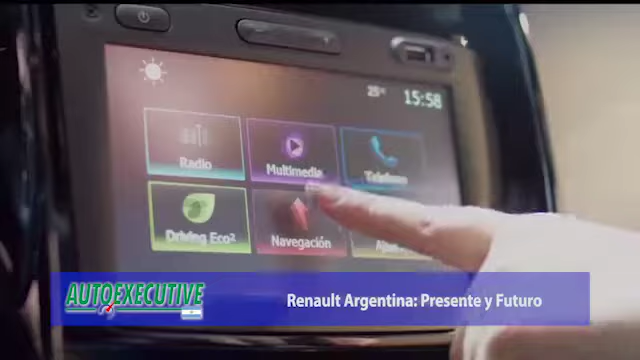 25°
15:58
Radio
Multimedia
Teléfono
Driving Eco²
Navegación
AUTOEXECUTIVE
Renault Argentina: Presente y Futuro